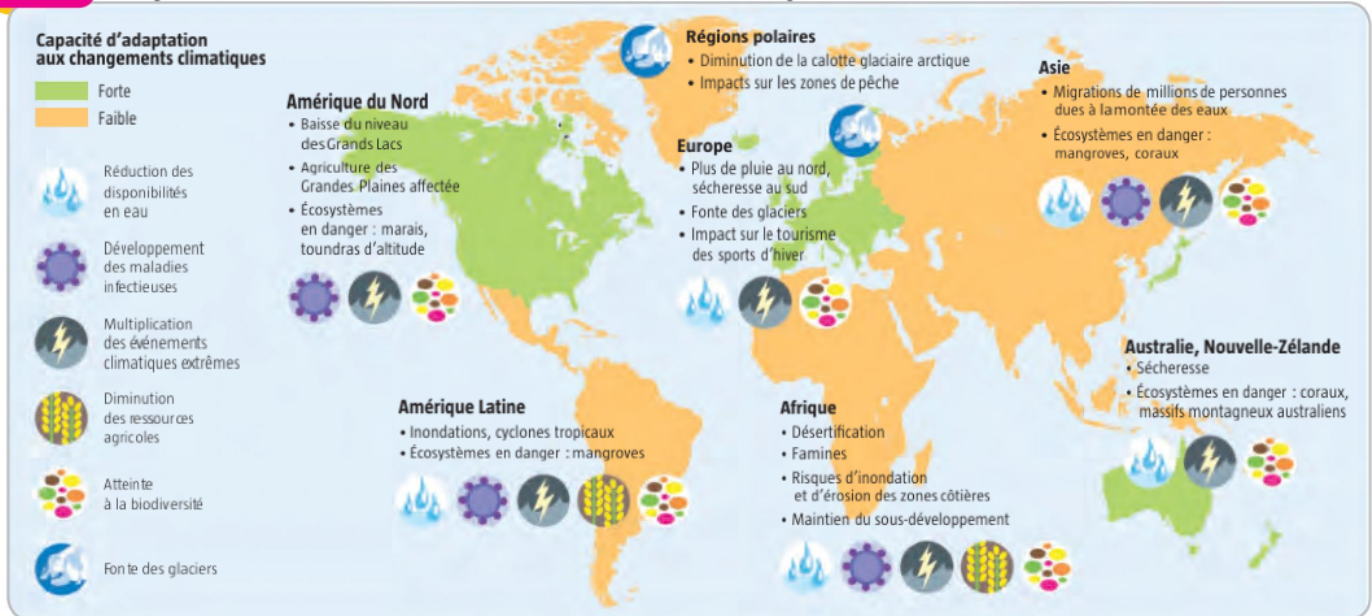 Capacité d'adaptation
aux changements climatiques
Forte
Faible
Réduction des
disponibilités
en eau
Développement
des maladies
infectieuses
Multiplication
des événements
climatiques extrêmes
Diminution
des ressources
agricoles
Atteinte
à la biodiversité
Fonte des glaciers
Amérique du Nord
• Baisse du niveau
des Grands Lacs
• Agriculture des
Grandes Plaines affectée
• Écosystèmes
en danger : marais,
toundras d'altitude
Régions polaires
• Diminution de la calotte glaciaire arctique
• Impacts sur les zones de pêche
Europe
• Plus de pluie au nord,
sécheresse au sud
• Fonte des glaciers
• Impact sur le tourisme
des sports d'hiver
Asie
• Migrations de millions de personnes
dues à la montée des eaux
• Écosystèmes en danger :
mangroves, coraux
Amérique Latine
• Inondations, cyclones tropicaux
• Écosystèmes en danger : mangroves
Afrique
• Désertification
• Famines
• Risques d'inondation
et d'érosion des zones côtières
• Maintien du sous-développement
Australie, Nouvelle-Zélande
• Sécheresse
• Écosystèmes en danger : coraux,
massifs montagneux australiens